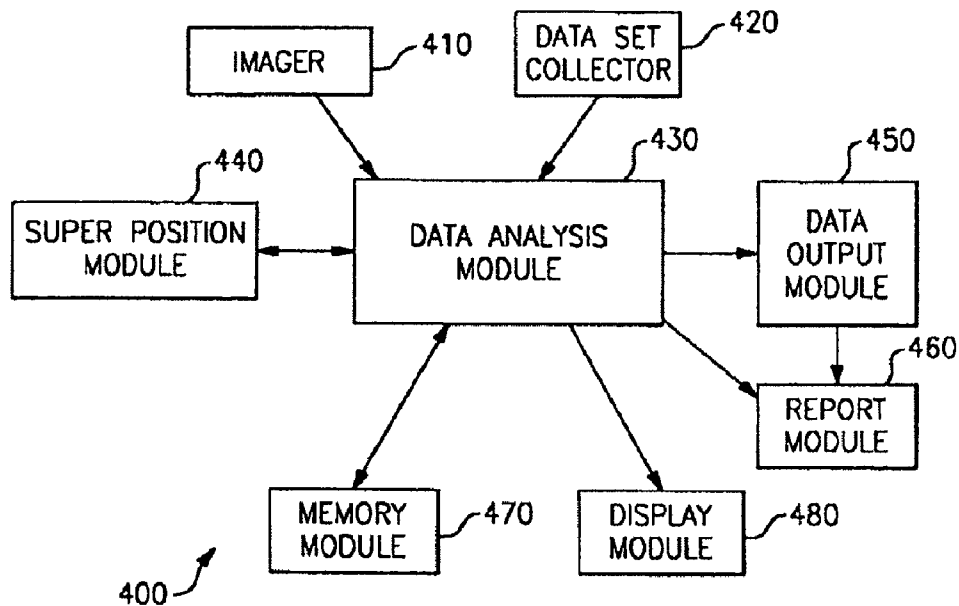 IMAGER
410
DATA SET
COLLECTOR
420
430
440
450
SUPER POSITION
MODULE
DATA ANALYSIS
MODULE
DATA
OUTPUT
MODULE
460
REPORT
MODULE
MEMORY
MODULE
470
DISPLAY
MODULE
480
400